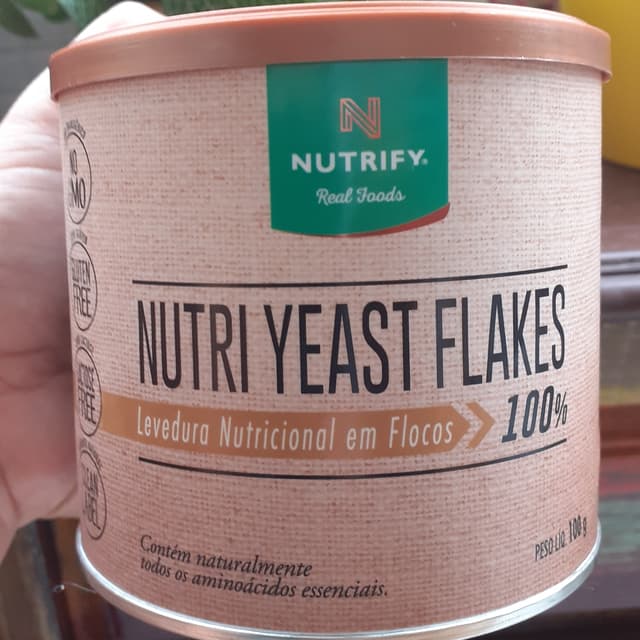 N
NUTRIFY®
Real Foods
NO
GLUTEN
FREE
FREE
NUTRI YEAST FLAKES
Levedura Nutricional em Flocos
100%
Contém naturalmente
todos os aminoácidos essenciais.
PESO LÍQ. 100 g